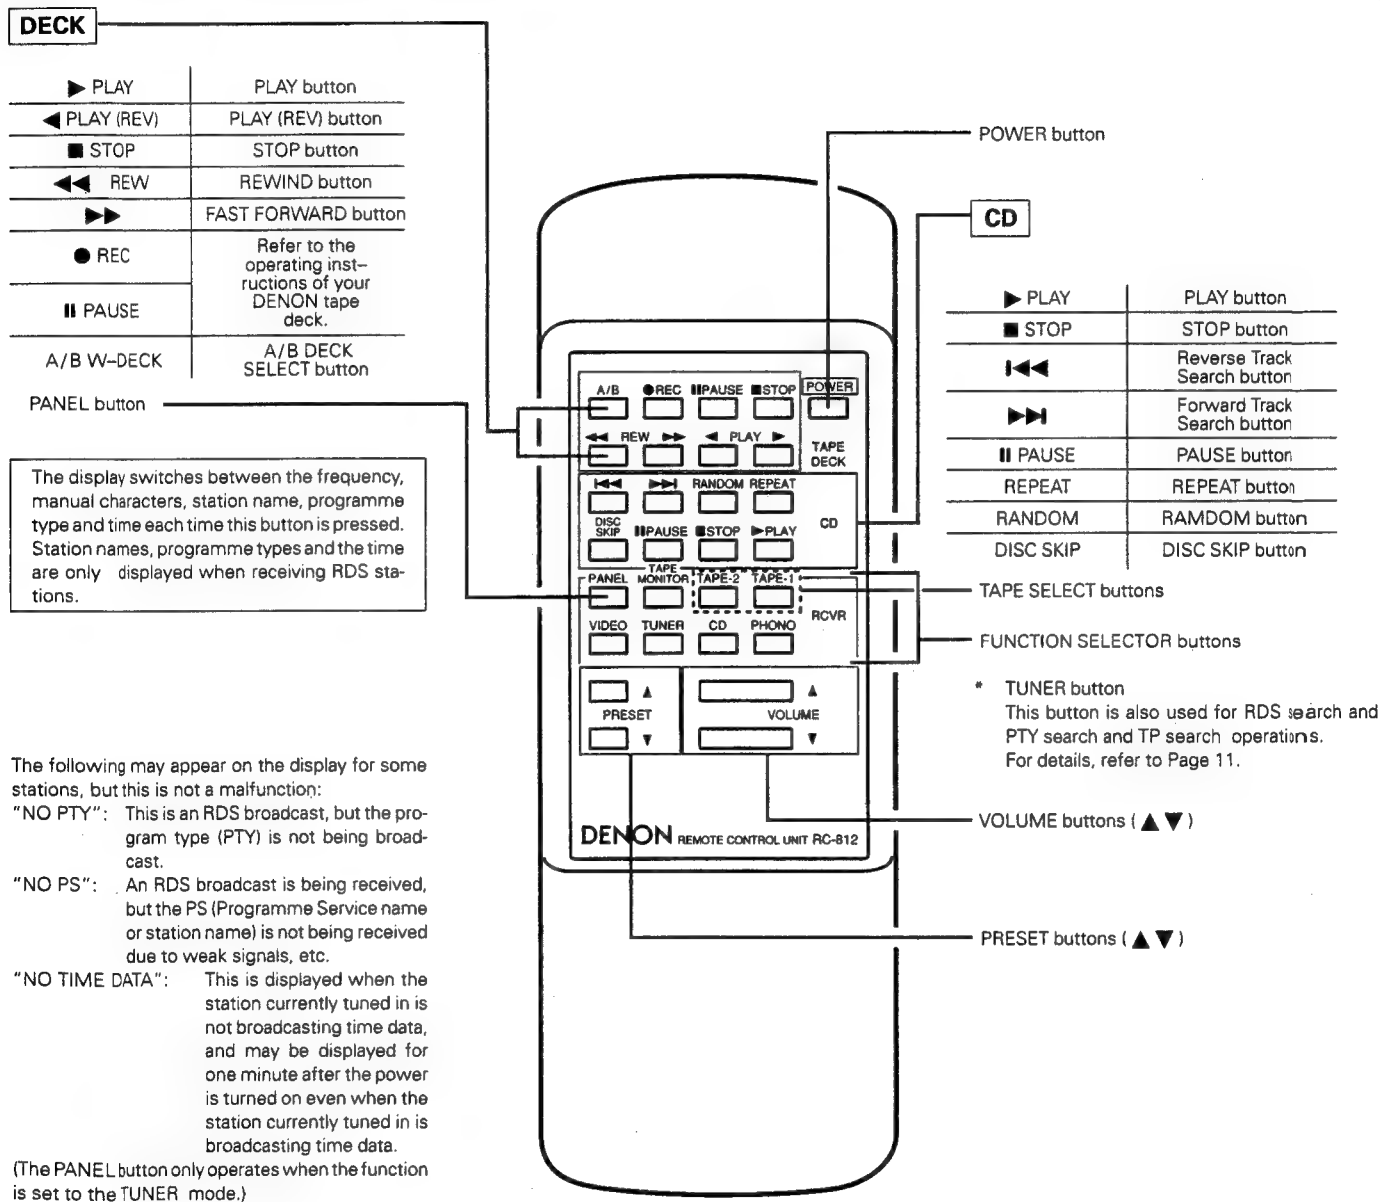 DECK
▶ PLAY PLAY button
◀ PLAY (REV) PLAY (REV) button
■ STOP STOP button
◀◀ REW REWIND button
▶▶ FAST FORWARD button
● REC
II PAUSE
Refer to the
operating inst–
ructions of your
DENON tape
deck.
A/B W–DECK A/B DECK
SELECT button
PANEL button
The display switches between the frequency,
manual characters, station name, programme
type and time each time this button is pressed.
Station names, programme types and the time
are only displayed when receiving RDS sta-
tions.
The following may appear on the display for some
stations, but this is not a malfunction:
"NO PTY": This is an RDS broadcast, but the pro-
gram type (PTY) is not being broad-
cast.
"NO PS": An RDS broadcast is being received,
but the PS (Programme Service name
or station name) is not being received
due to weak signals, etc.
"NO TIME DATA": This is displayed when the
station currently tuned in is
not broadcasting time data,
and may be displayed for
one minute after the power
is turned on even when the
station currently tuned in is
broadcasting time data.
(The PANEL button only operates when the function
is set to the TUNER mode.)
A/B ●REC IIPAUSE ■STOP POWER
◀◀ REW ▶▶ ◀ PLAY ▶
TAPE
DECK
I◀◀ ▶▶I RANDOM REPEAT
DISC
SKIP IIPAUSE ■STOP ▶PLAY
CD
PANEL TAPE
MONITOR TAPE-2 TAPE-1
RCVR
VIDEO TUNER CD PHONO
▲ ▲
PRESET VOLUME
▼ ▼
DENON REMOTE CONTROL UNIT RC-812
POWER button
CD
▶ PLAY PLAY button
■ STOP STOP button
I◀◀ Reverse Track
Search button
▶▶I Forward Track
Search button
II PAUSE PAUSE button
REPEAT REPEAT button
RANDOM RAMDOM button
DISC SKIP DISC SKIP button
TAPE SELECT buttons
FUNCTION SELECTOR buttons
* TUNER button
This button is also used for RDS search and
PTY search and TP search operations.
For details, refer to Page 11.
VOLUME buttons ( ▲ ▼ )
PRESET buttons ( ▲ ▼ )